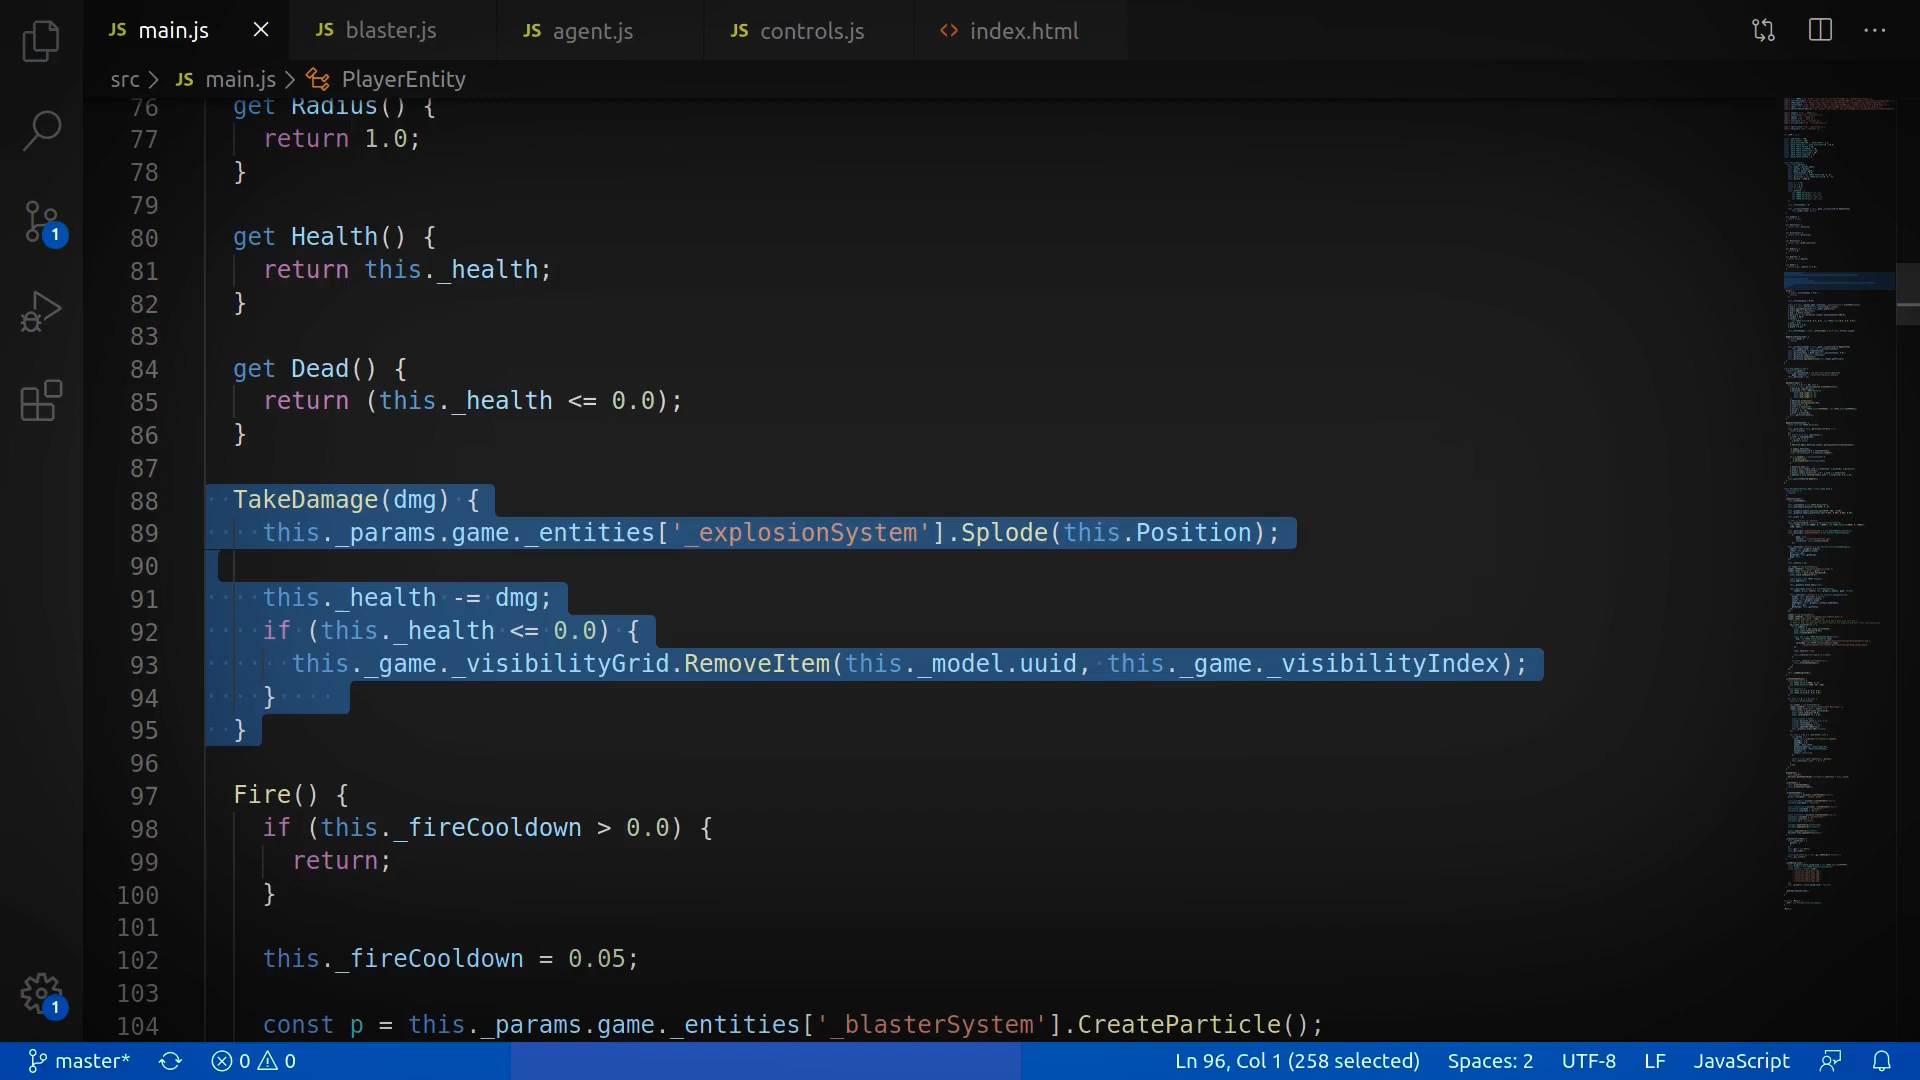 JS main.js JS blaster.js JS agent.js JS controls.js <> index.html
src > JS main.js > PlayerEntity
76 get Radius() {
77 return 1.0;
78 }
79
80 get Health() {
81 return this._health;
82 }
83
84 get Dead() {
85 return (this._health <= 0.0);
86 }
87
88 TakeDamage(dmg) {
89 this._params.game._entities['_explosionSystem'].Splode(this.Position);
90
91 this._health -= dmg;
92 if (this._health <= 0.0) {
93 this._game._visibilityGrid.RemoveItem(this._model.uuid, this._game._visibilityIndex);
94 }
95 }
96
97 Fire() {
98 if (this._fireCooldown > 0.0) {
99 return;
100 }
101
102 this._fireCooldown = 0.05;
103
104 const p = this._params.game._entities['_blasterSystem'].CreateParticle();
1
1
master* 0 0 Ln 96, Col 1 (258 selected) Spaces: 2 UTF-8 LF JavaScript